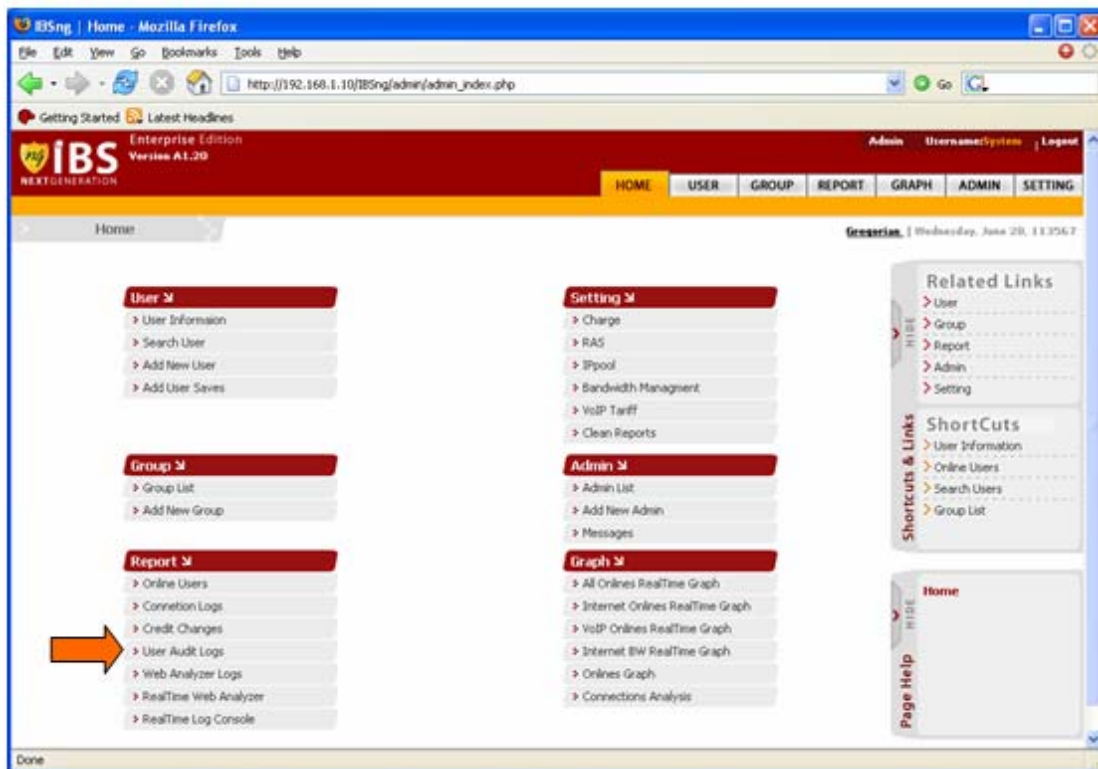 IBSng | Home - Mozilla Firefox
File Edit View Go Bookmarks Tools Help
http://192.168.1.10/IBSng/admin/admin_index.php
Go
Getting Started Latest Headlines
ng IBS
NEXTGENERATION
Enterprise Edition
Version A1.20
Admin Username:System | Logout
HOME USER GROUP REPORT GRAPH ADMIN SETTING
Home
Gregorian | Wednesday, June 28, 113567
User
User Informaion
Search User
Add New User
Add User Saves
Group
Group List
Add New Group
Report
Online Users
Connetion Logs
Credit Changes
User Audit Logs
Web Analyzer Logs
RealTime Web Analyzer
RealTime Log Console
Setting
Charge
RAS
IPpool
Bandwidth Managment
VoIP Tariff
Clean Reports
Admin
Admin List
Add New Admin
Messages
Graph
All Onlines RealTime Graph
Internet Onlines RealTime Graph
VoIP Onlines RealTime Graph
Internet BW RealTime Graph
Onlines Graph
Connections Analysis
HIDE
Shortcuts & Links
Related Links
User
Group
Report
Admin
Setting
ShortCuts
User Information
Online Users
Search Users
Group List
HIDE
Page Help
Home
Done